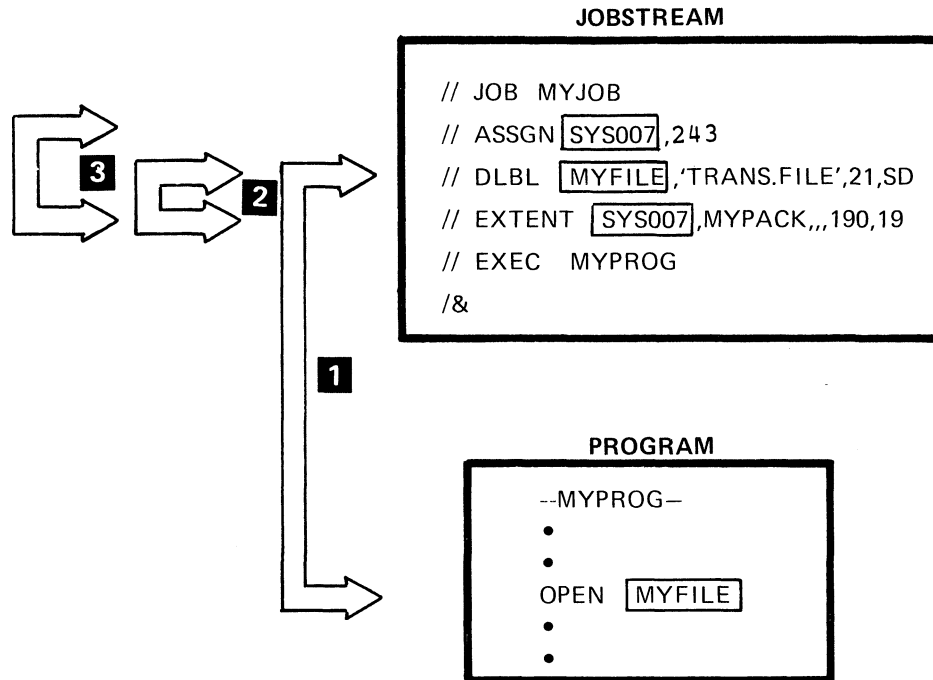 JOBSTREAM
// JOB MYJOB
// ASSGN SYS007,243
// DLBL MYFILE,'TRANS.FILE',21,SD
// EXTENT SYS007,MYPACK,,,190,19
// EXEC MYPROG
/&
3
2
1
PROGRAM
--MYPROG—
•
•
OPEN MYFILE
•
•